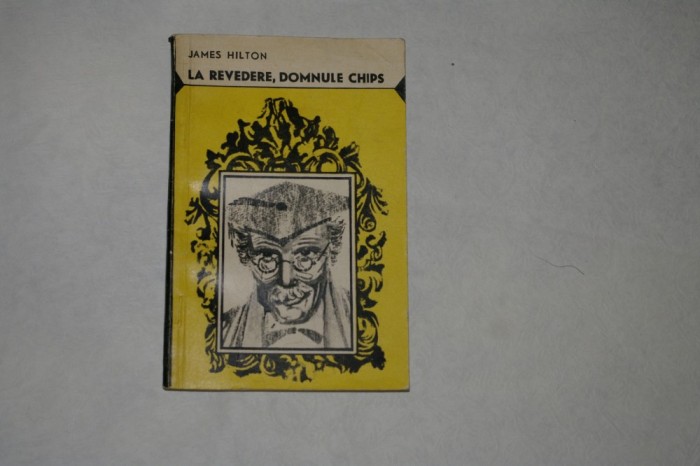 JAMES HILTON
LA REVEDERE, DOMNULE CHIPS